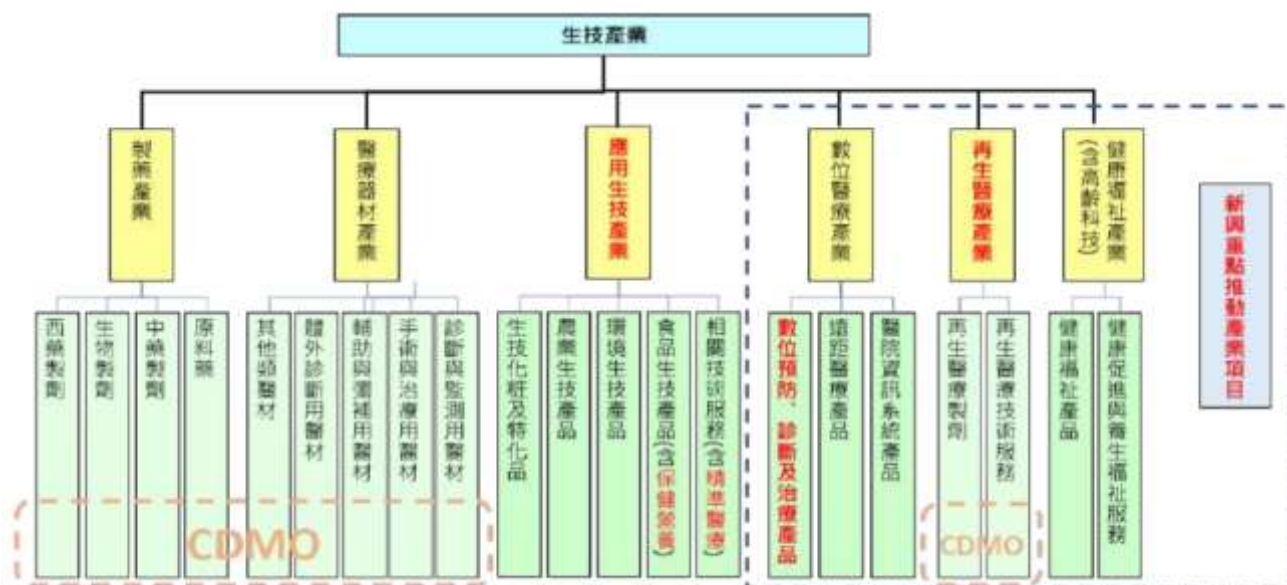 生技產業
製藥產業
醫療器材產業
應用生技產業
數位醫療產業
再生醫療產業
健康福祉產業
(含高齡科技)
新興重點推動產業項目
西藥製劑
生物製劑
中藥製劑
原料藥
其他類醫材
體外診斷用醫材
輔助與彌補用醫材
手術與治療用醫材
診斷與監測用醫材
生技化粧及特化品
農業生技產品
環境生技產品
食品生技產品(含保健營養)
相關技術服務(含精準醫療)
數位預防、診斷及治療產品
遠距醫療產品
醫院資訊系統產品
再生醫療製劑
再生醫療技術服務
健康福祉產品
健康促進與養生福祉服務
CDMO
CDMO